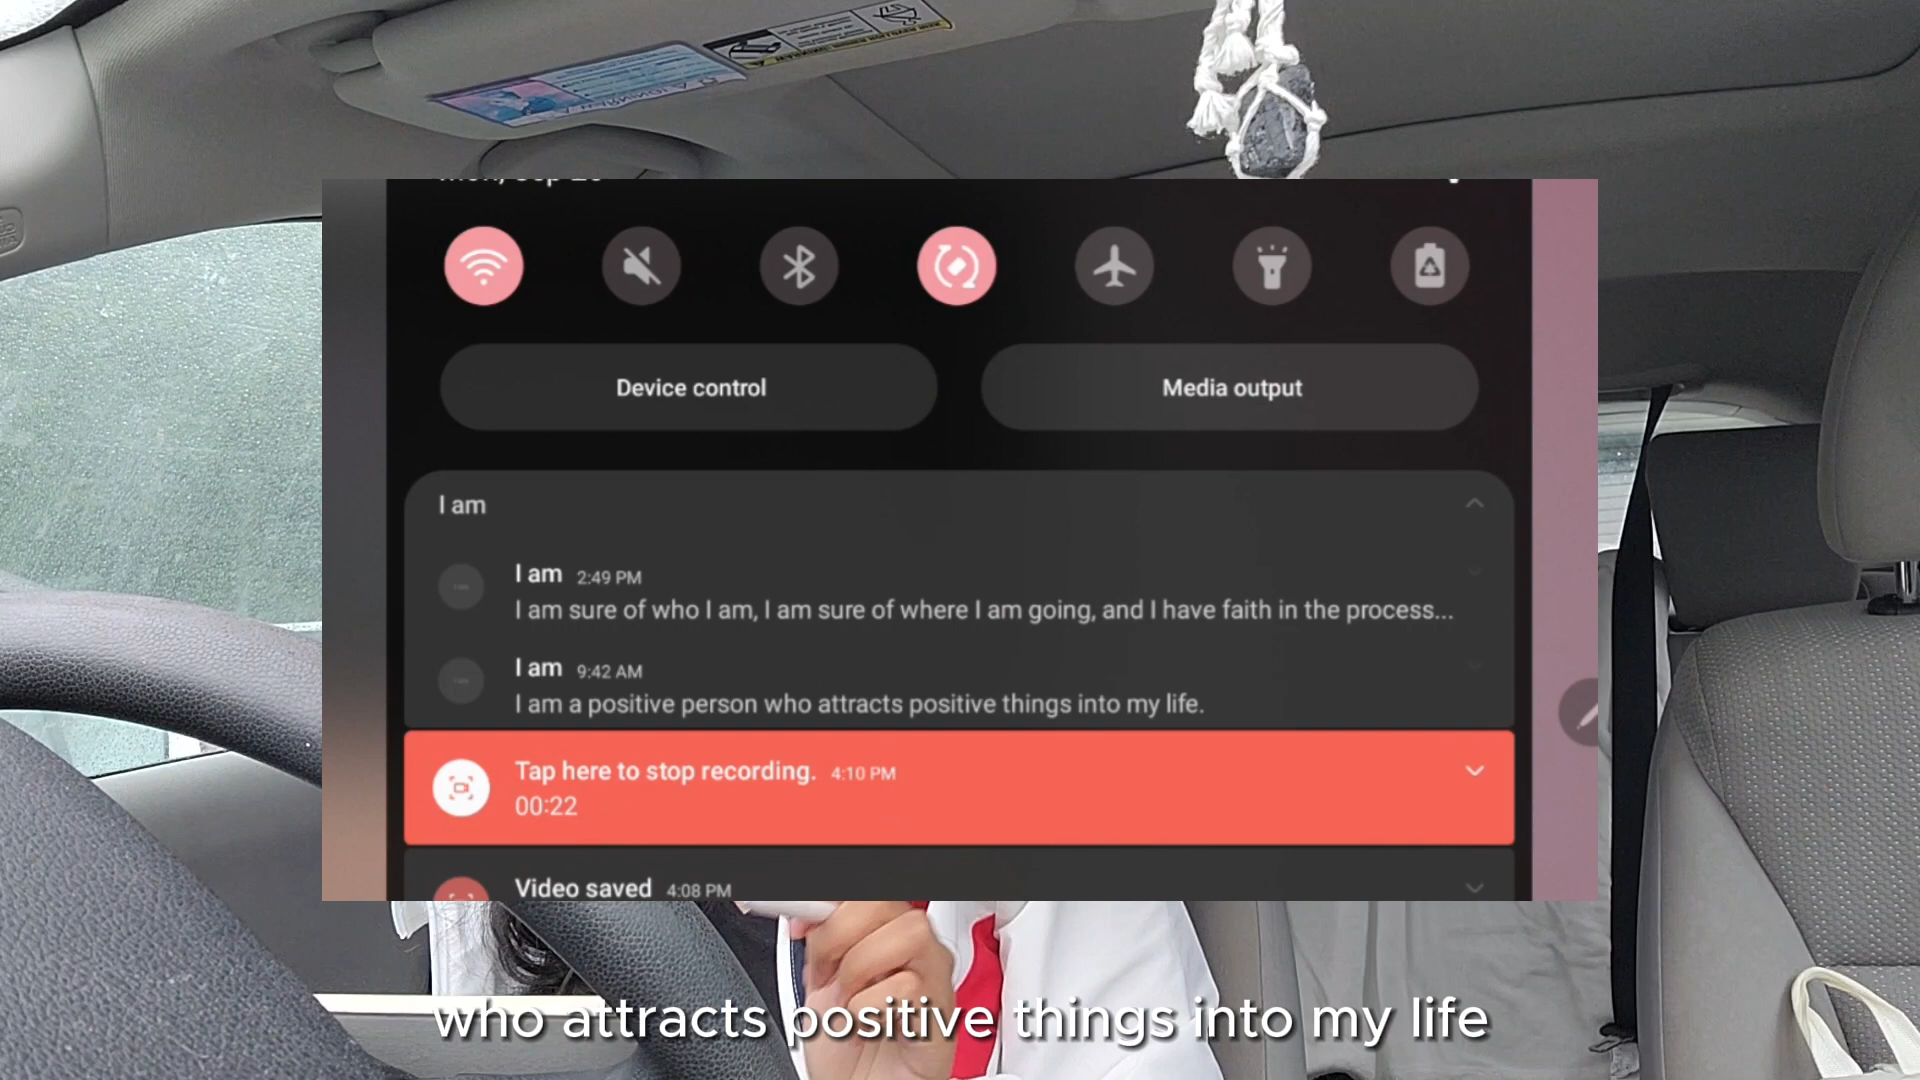 Device control
Media output
I am
I am 2:49 PM
I am sure of who I am, I am sure of where I am going, and I have faith in the process...
I am 9:42 AM
I am a positive person who attracts positive things into my life.
Tap here to stop recording. 4:10 PM
00:22
Video saved 4:08 PM
who attracts positive things into my life